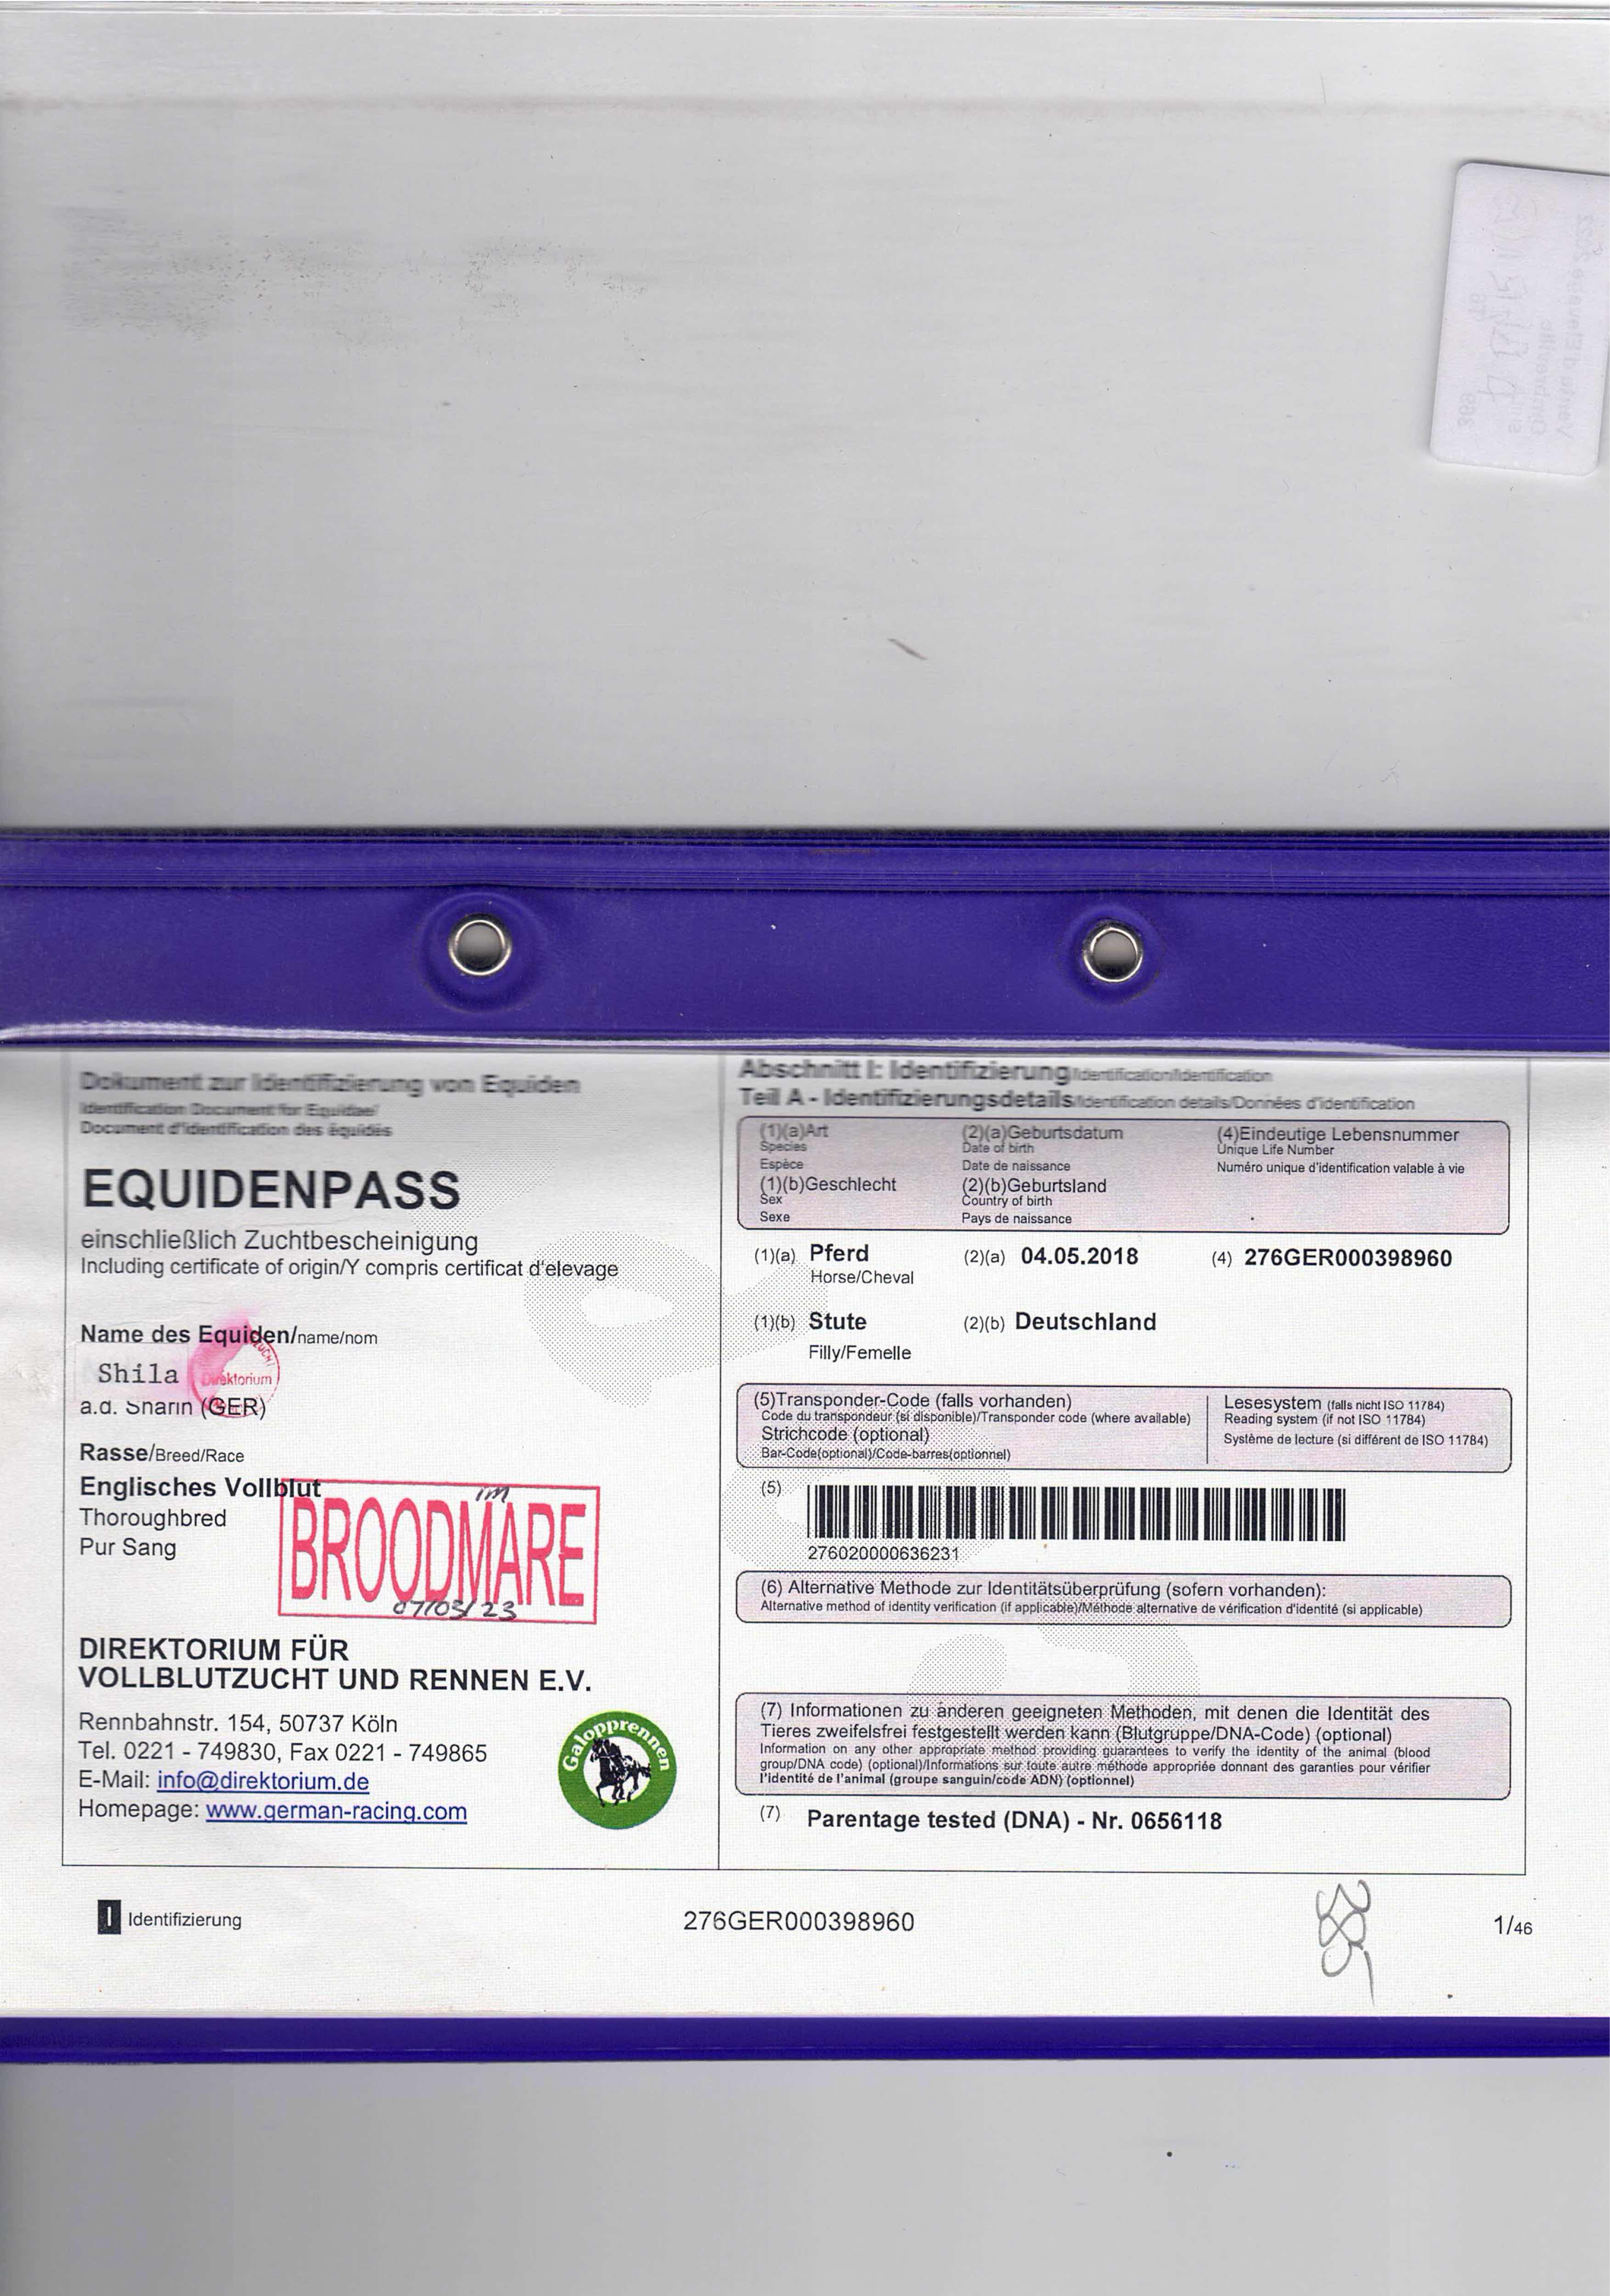 Dokument zur Identifizierung von Equiden
Identification Document for Equidae/
Document d'identification des équidés
EQUIDENPASS
einschließlich Zuchtbescheinigung
Including certificate of origin/Y compris certificat d'elevage
Name des Equiden/name/nom
Shila
Direktorium
a.d. Sharin (GER)
Rasse/Breed/Race
Englisches Vollblut
Thoroughbred
Pur Sang
im
BROODMARE
07/03/23
DIREKTORIUM FÜR
VOLLBLUTZUCHT UND RENNEN E.V.
Rennbahnstr. 154, 50737 Köln
Tel. 0221 - 749830, Fax 0221 - 749865
E-Mail: info@direktorium.de
Homepage: www.german-racing.com
Galopprennen
Abschnitt I: Identifizierung/Identification/Identification
Teil A - Identifizierungsdetails/Identification details/Données d'identification
(1)(a)Art
Species
Espèce
(1)(b)Geschlecht
Sex
Sexe
(2)(a)Geburtsdatum
Date of birth
Date de naissance
(2)(b)Geburtsland
Country of birth
Pays de naissance
(4)Eindeutige Lebensnummer
Unique Life Number
Numéro unique d'identification valable à vie
(1)(a) Pferd (2)(a) 04.05.2018 (4) 276GER000398960
Horse/Cheval
(1)(b) Stute (2)(b) Deutschland
Filly/Femelle
(5)Transponder-Code (falls vorhanden)
Code du transpondeur (si disponible)/Transponder code (where available)
Strichcode (optional)
Bar-Code(optional)/Code-barres(optionnel)
Lesesystem (falls nicht ISO 11784)
Reading system (if not ISO 11784)
Système de lecture (si différent de ISO 11784)
(5)
276020000636231
(6) Alternative Methode zur Identitätsüberprüfung (sofern vorhanden):
Alternative method of identity verification (if applicable)/Méthode alternative de vérification d'identité (si applicable)
(7) Informationen zu anderen geeigneten Methoden, mit denen die Identität des
Tieres zweifelsfrei festgestellt werden kann (Blutgruppe/DNA-Code) (optional)
Information on any other appropriate method providing guarantees to verify the identity of the animal (blood
group/DNA code) (optional)/Informations sur toute autre méthode appropriée donnant des garanties pour vérifier
l'identité de l'animal (groupe sanguin/code ADN) (optionnel)
(7) Parentage tested (DNA) - Nr. 0656118
I Identifizierung
276GER000398960
1/46